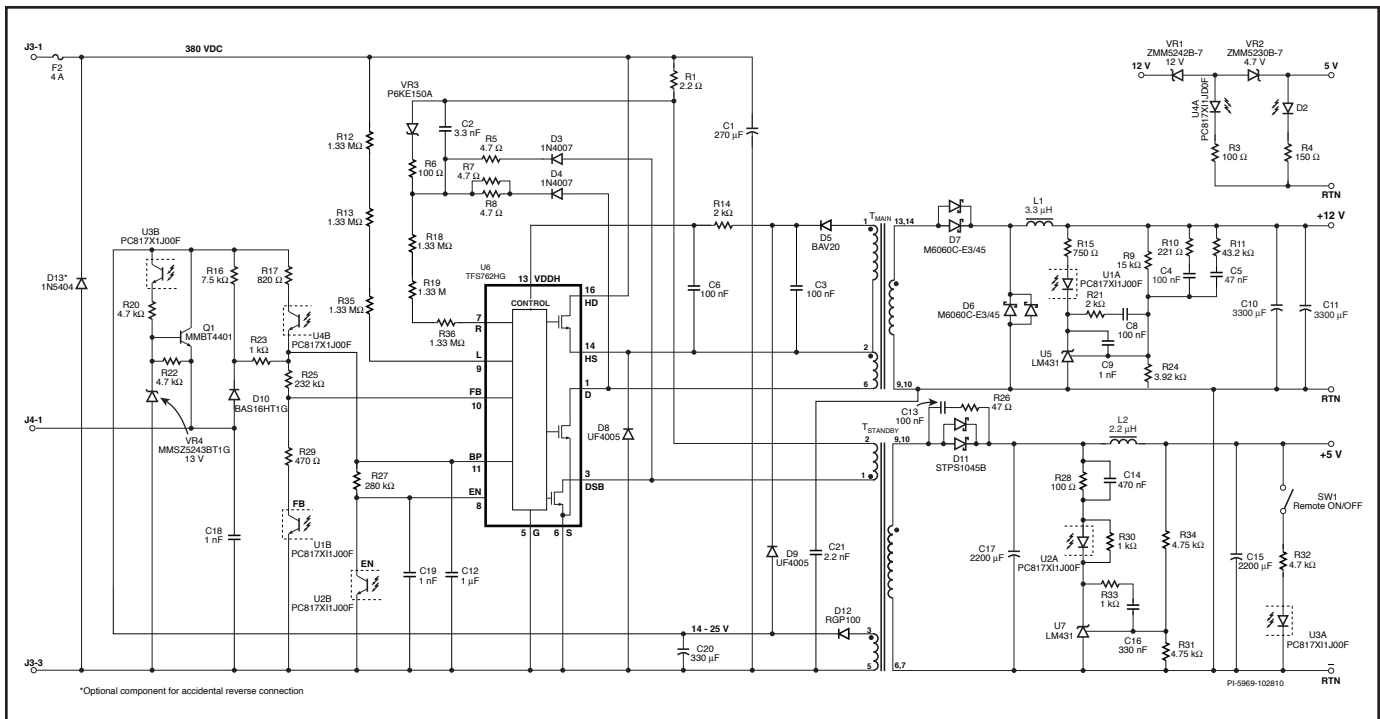 J3-1
F2
4 A
380 VDC
R1
2.2 Ω
VR3
P6KE150A
C2
3.3 nF
R5
4.7 Ω
D3
1N4007
R7
4.7 Ω
D4
1N4007
R8
4.7 Ω
R6
100 Ω
C1
270 µF
R12
1.33 MΩ
R13
1.33 MΩ
R35
1.33 MΩ
R18
1.33 MΩ
R19
1.33 M
R36
1.33 MΩ
VR1
ZMM5242B-7
12 V
VR2
ZMM5230B-7
4.7 V
12 V
5 V
U4A
PC817XI1JD0F
D2
R3
100 Ω
R4
150 Ω
RTN
U3B
PC817X1J00F
D13*
1N5404
R20
4.7 kΩ
Q1
MMBT4401
R16
7.5 kΩ
R17
820 Ω
U4B
PC817X1J00F
R22
4.7 kΩ
R23
1 kΩ
R25
232 kΩ
D10
BAS16HT1G
J4-1
VR4
MMSZ5243BT1G
13 V
R29
470 Ω
FB
U1B
PC817XI1J00F
C18
1 nF
R27
280 kΩ
EN
U2B
PC817XI1J00F
C19
1 nF
C12
1 µF
U6
TFS762HG
13 VDDH
CONTROL
16
HD
7
R
14
HS
L
9
1
D
FB
10
BP
11
3
DSB
EN
8
5 G
6 S
D8
UF4005
R14
2 kΩ
C6
100 nF
C3
100 nF
D5
BAV20
1
TMAIN
13,14
2
6
9,10
D7
M6060C-E3/45
L1
3.3 µH
+12 V
D6
M6060C-E3/45
R15
750 Ω
U1A
PC817XI1J00F
R9
15 kΩ
R10
221 Ω
C4
100 nF
R11
43.2 kΩ
C5
47 nF
R21
2 kΩ
C8
100 nF
C10
3300 µF
C11
3300 µF
U5
LM431
C9
1 nF
R24
3.92 kΩ
RTN
R26
47 Ω
C13
100 nF
TSTANDBY
2
1
9,10
D11
STPS1045B
L2
2.2 µH
+5 V
R28
100 Ω
C14
470 nF
SW1
Remote ON/OFF
D9
UF4005
C21
2.2 nF
C17
2200 µF
U2A
PC817XI1J00F
R30
1 kΩ
R34
4.75 kΩ
C15
2200 µF
R32
4.7 kΩ
R33
1 kΩ
U7
LM431
C16
330 nF
R31
4.75 kΩ
U3A
PC817XI1J00F
D12
RGP100
14 - 25 V
C20
330 µF
3
5
6,7
J3-3
RTN
*Optional component for accidental reverse connection
PI-5969-102810